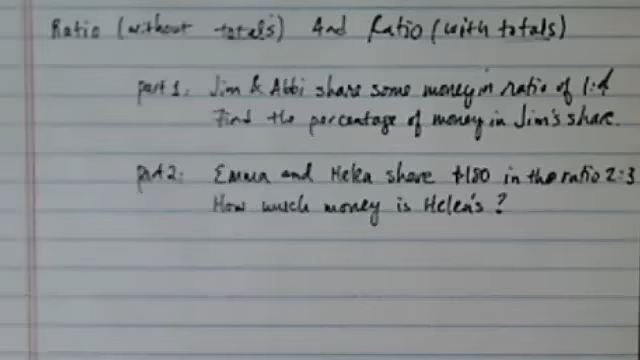 Ratio (without totals) And Ratio (with totals)
part 1. Jim & Abbi share some money in ratio of 1:4
Find the percentage of money in Jim's share.
part 2. Emma and Helen share £180 in the ratio 2:3
How much money is Helen's ?